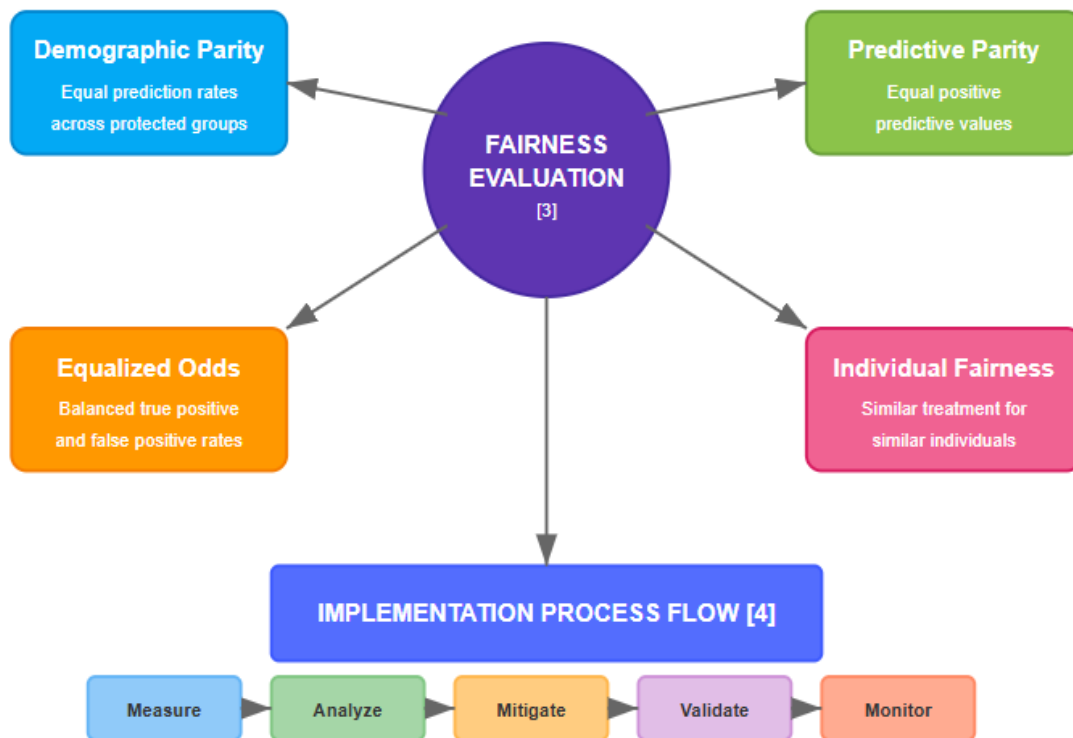 Demographic Parity
Equal prediction rates
across protected groups
Predictive Parity
Equal positive
predictive values
FAIRNESS
EVALUATION
[3]
Equalized Odds
Balanced true positive
and false positive rates
Individual Fairness
Similar treatment for
similar individuals
IMPLEMENTATION PROCESS FLOW [4]
Measure
Analyze
Mitigate
Validate
Monitor